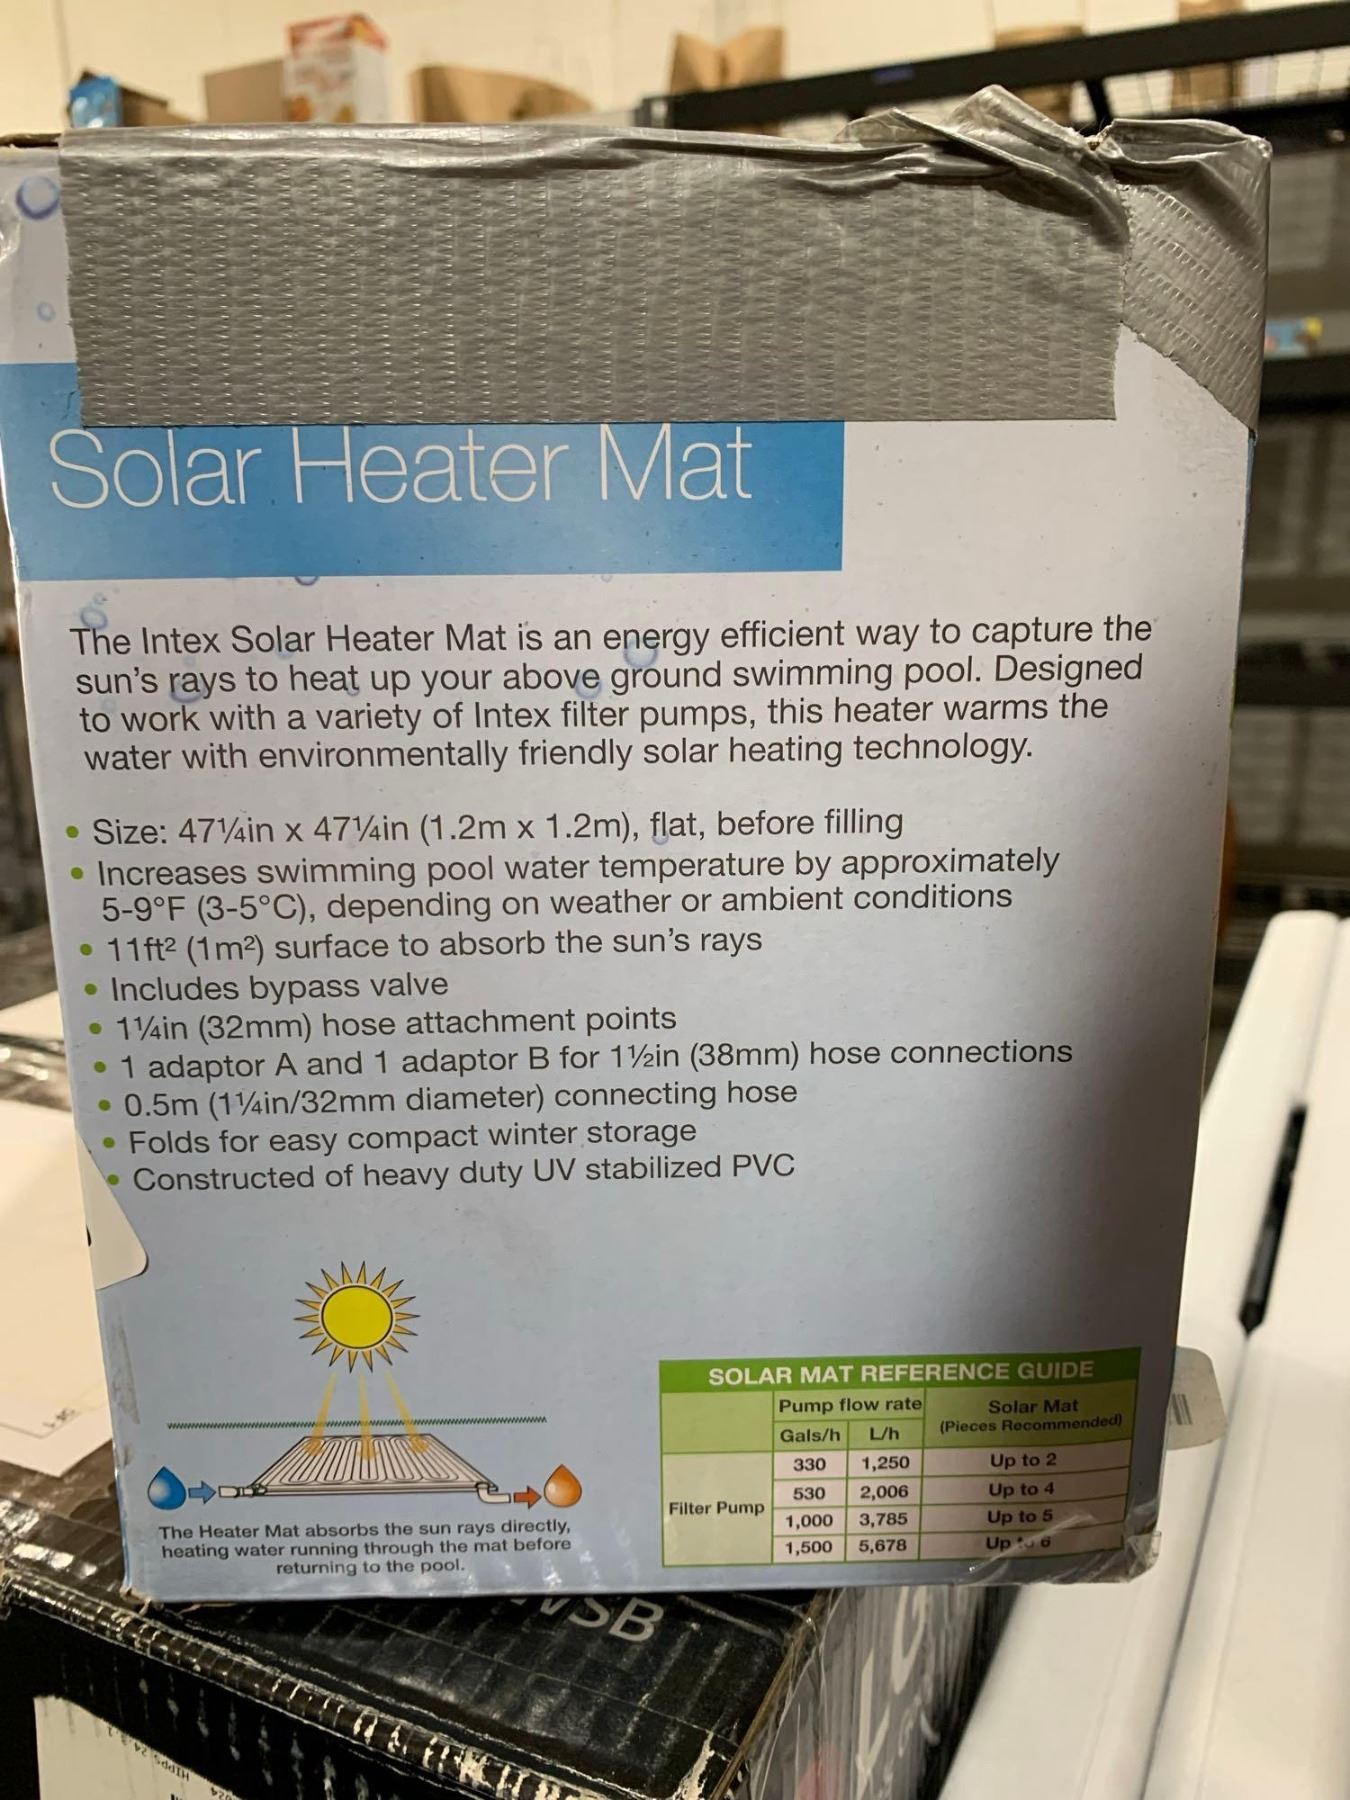 Solar Heater Mat
The Intex Solar Heater Mat is an energy efficient way to capture the
sun's rays to heat up your above ground swimming pool. Designed
to work with a variety of Intex filter pumps, this heater warms the
water with environmentally friendly solar heating technology.
• Size: 47¼in x 47¼in (1.2m x 1.2m), flat, before filling
• Increases swimming pool water temperature by approximately
5-9°F (3-5°C), depending on weather or ambient conditions
• 11ft² (1m²) surface to absorb the sun's rays
• Includes bypass valve
• 1¼in (32mm) hose attachment points
• 1 adaptor A and 1 adaptor B for 1½in (38mm) hose connections
• 0.5m (1¼in/32mm diameter) connecting hose
• Folds for easy compact winter storage
• Constructed of heavy duty UV stabilized PVC
The Heater Mat absorbs the sun rays directly,
heating water running through the mat before
returning to the pool.
SOLAR MAT REFERENCE GUIDE
Pump flow rate Solar Mat
(Pieces Recommended)
Gals/h L/h
Filter Pump
330 1,250 Up to 2
530 2,006 Up to 4
1,000 3,785 Up to 5
1,500 5,678 Up to 6